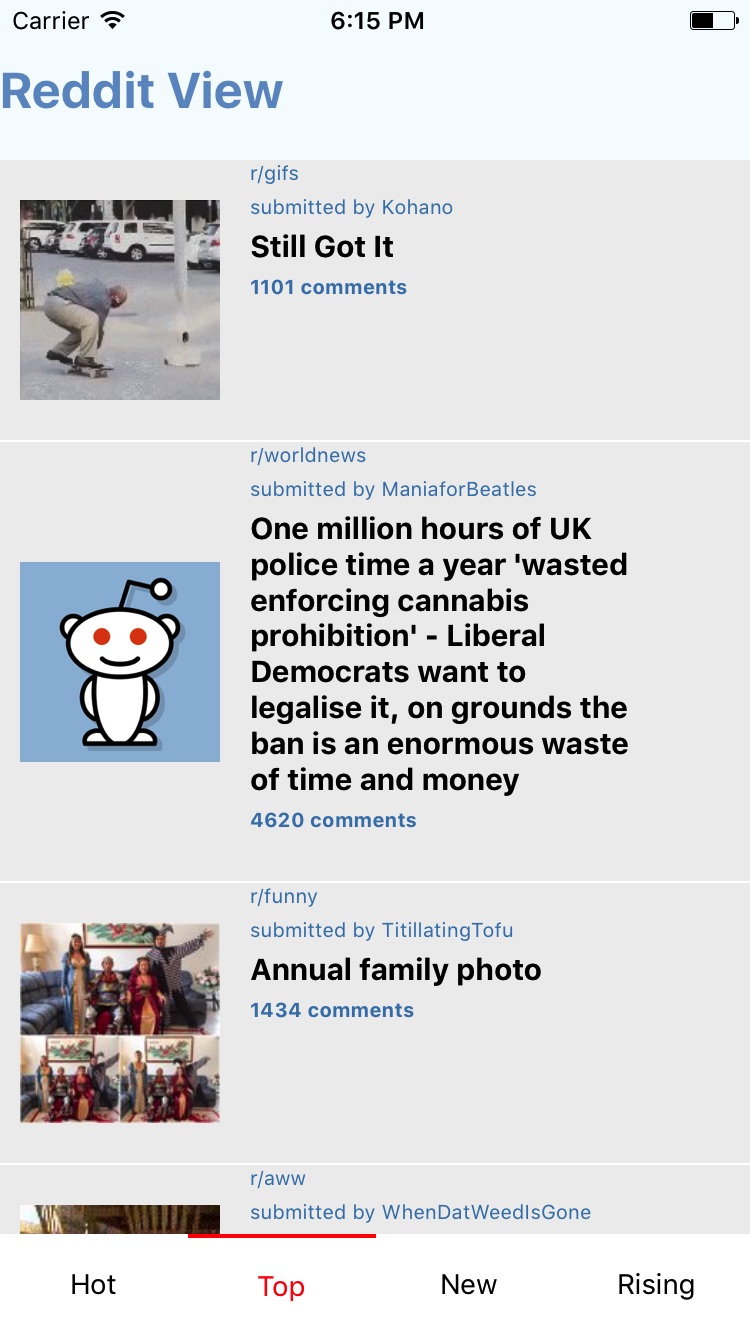 Carrier 6:15 PM
Reddit View
r/gifs
submitted by Kohano
Still Got It
1101 comments
r/worldnews
submitted by ManiaforBeatles
One million hours of UK
police time a year 'wasted
enforcing cannabis
prohibition' - Liberal
Democrats want to
legalise it, on grounds the
ban is an enormous waste
of time and money
4620 comments
r/funny
submitted by TitillatingTofu
Annual family photo
1434 comments
r/aww
submitted by WhenDatWeedIsGone
Hot Top New Rising